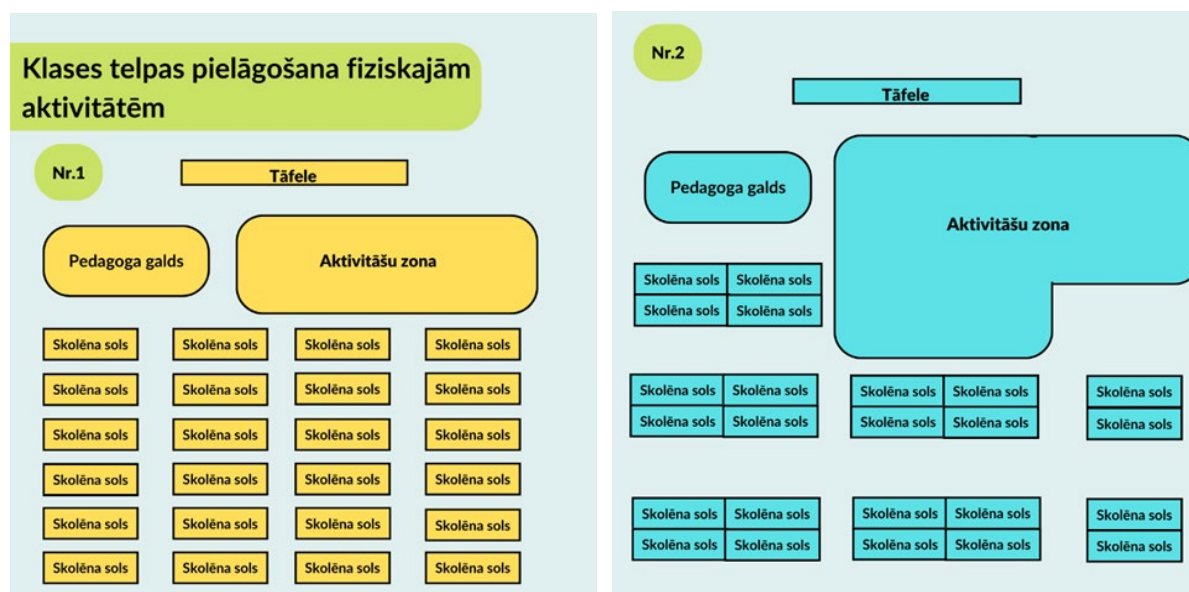 Klases telpas pielāgošana fiziskajām
aktivitātēm
Nr.1
Tāfele
Pedagoga galds
Aktivitāšu zona
Skolēna sols Skolēna sols Skolēna sols Skolēna sols
Skolēna sols Skolēna sols Skolēna sols Skolēna sols
Skolēna sols Skolēna sols Skolēna sols Skolēna sols
Skolēna sols Skolēna sols Skolēna sols Skolēna sols
Skolēna sols Skolēna sols Skolēna sols Skolēna sols
Skolēna sols Skolēna sols Skolēna sols Skolēna sols
Nr.2
Tāfele
Pedagoga galds
Aktivitāšu zona
Skolēna sols Skolēna sols
Skolēna sols Skolēna sols
Skolēna sols Skolēna sols Skolēna sols Skolēna sols Skolēna sols
Skolēna sols Skolēna sols Skolēna sols Skolēna sols Skolēna sols
Skolēna sols Skolēna sols Skolēna sols Skolēna sols Skolēna sols
Skolēna sols Skolēna sols Skolēna sols Skolēna sols Skolēna sols